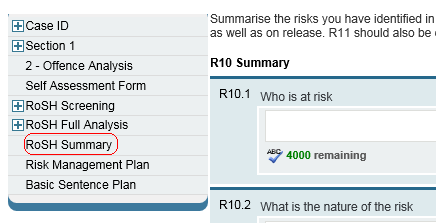 Case ID
Section 1
2 - Offence Analysis
Self Assessment Form
RoSH Screening
RoSH Full Analysis
RoSH Summary
Risk Management Plan
Basic Sentence Plan
Summarise the risks you have identified in
as well as on release. R11 should also be
R10 Summary
R10.1 Who is at risk
ABC 4000 remaining
R10.2 What is the nature of the risk